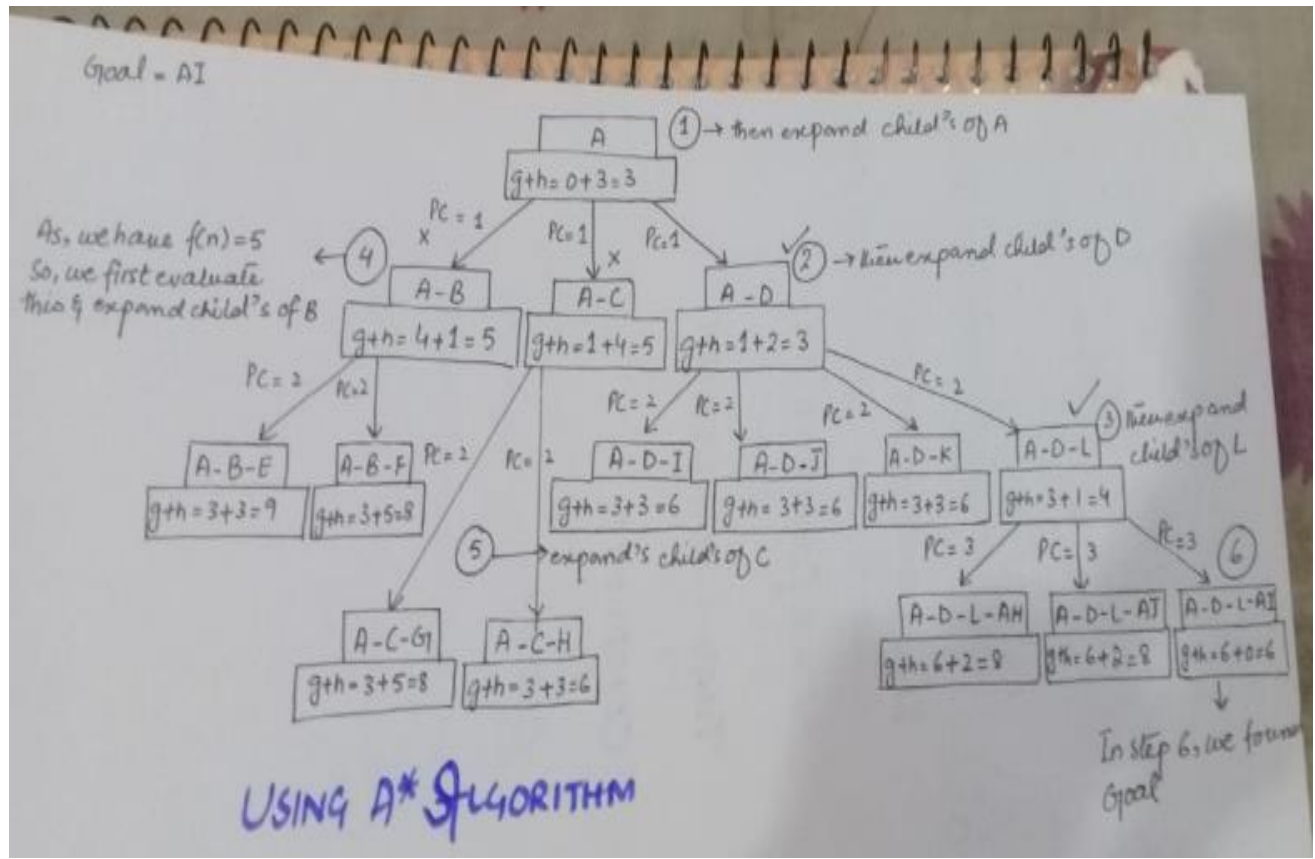 Goal = AI
A
① → then expand child's of A
g+h= 0+3=3
PC = 1
PC=1
PC=1
x
x
As, we have f(n)=5
So, we first evaluate
this & expand child's of B
④
② → then expand child's of D
A-B
A-C
A-D
g+h= 4+1=5
g+h=1+4=5
g+h=1+2=3
PC= 2
PC=2
PC=2
PC= 2
PC=2
PC=2
PC=2
PC= 2
③ then expand
child's of L
A-B-E
A-B-F
A-D-I
A-D-J
A-D-K
A-D-L
g+h=3+3=9
g+h=3+5=8
g+h=3+3=6
g+h=3+3=6
g+h=3+3=6
g+h=3+1=4
⑤ expand's child's of C
PC=3
PC=3
PC=3
⑥
A-C-G
A-C-H
A-D-L-AH
A-D-L-AJ
A-D-L-AI
g+h=3+5=8
g+h=3+3=6
g+h=6+2=8
g+h=6+2=8
g+h=6+0=6
In step 6, we foun
Goal
USING A* ALGORITHM